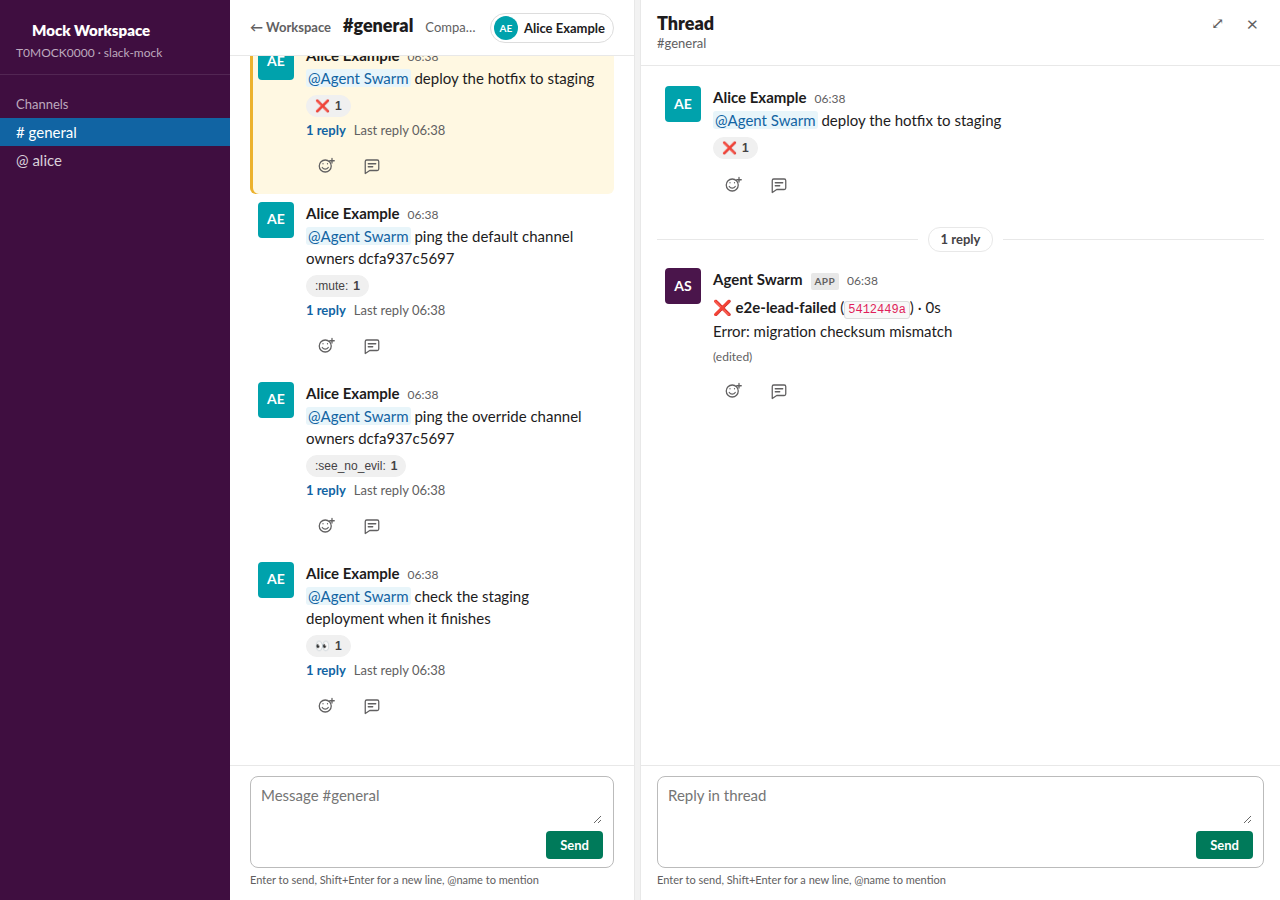 Mock Workspace
T0MOCK0000 · slack-mock
Channels
# general
@ alice
← Workspace #general Compa... AE Alice Example
AE Alice Example 06:38
@Agent Swarm deploy the hotfix to staging
❌ 1
1 reply Last reply 06:38
AE Alice Example 06:38
@Agent Swarm ping the default channel
owners dcfa937c5697
:mute: 1
1 reply Last reply 06:38
AE Alice Example 06:38
@Agent Swarm ping the override channel
owners dcfa937c5697
:see_no_evil: 1
1 reply Last reply 06:38
AE Alice Example 06:38
@Agent Swarm check the staging
deployment when it finishes
👀 1
1 reply Last reply 06:38
Message #general
Send
Enter to send, Shift+Enter for a new line, @name to mention
Thread
#general
AE Alice Example 06:38
@Agent Swarm deploy the hotfix to staging
❌ 1
1 reply
AS Agent Swarm APP 06:38
❌ e2e-lead-failed (5412449a) · 0s
Error: migration checksum mismatch
(edited)
Reply in thread
Send
Enter to send, Shift+Enter for a new line, @name to mention